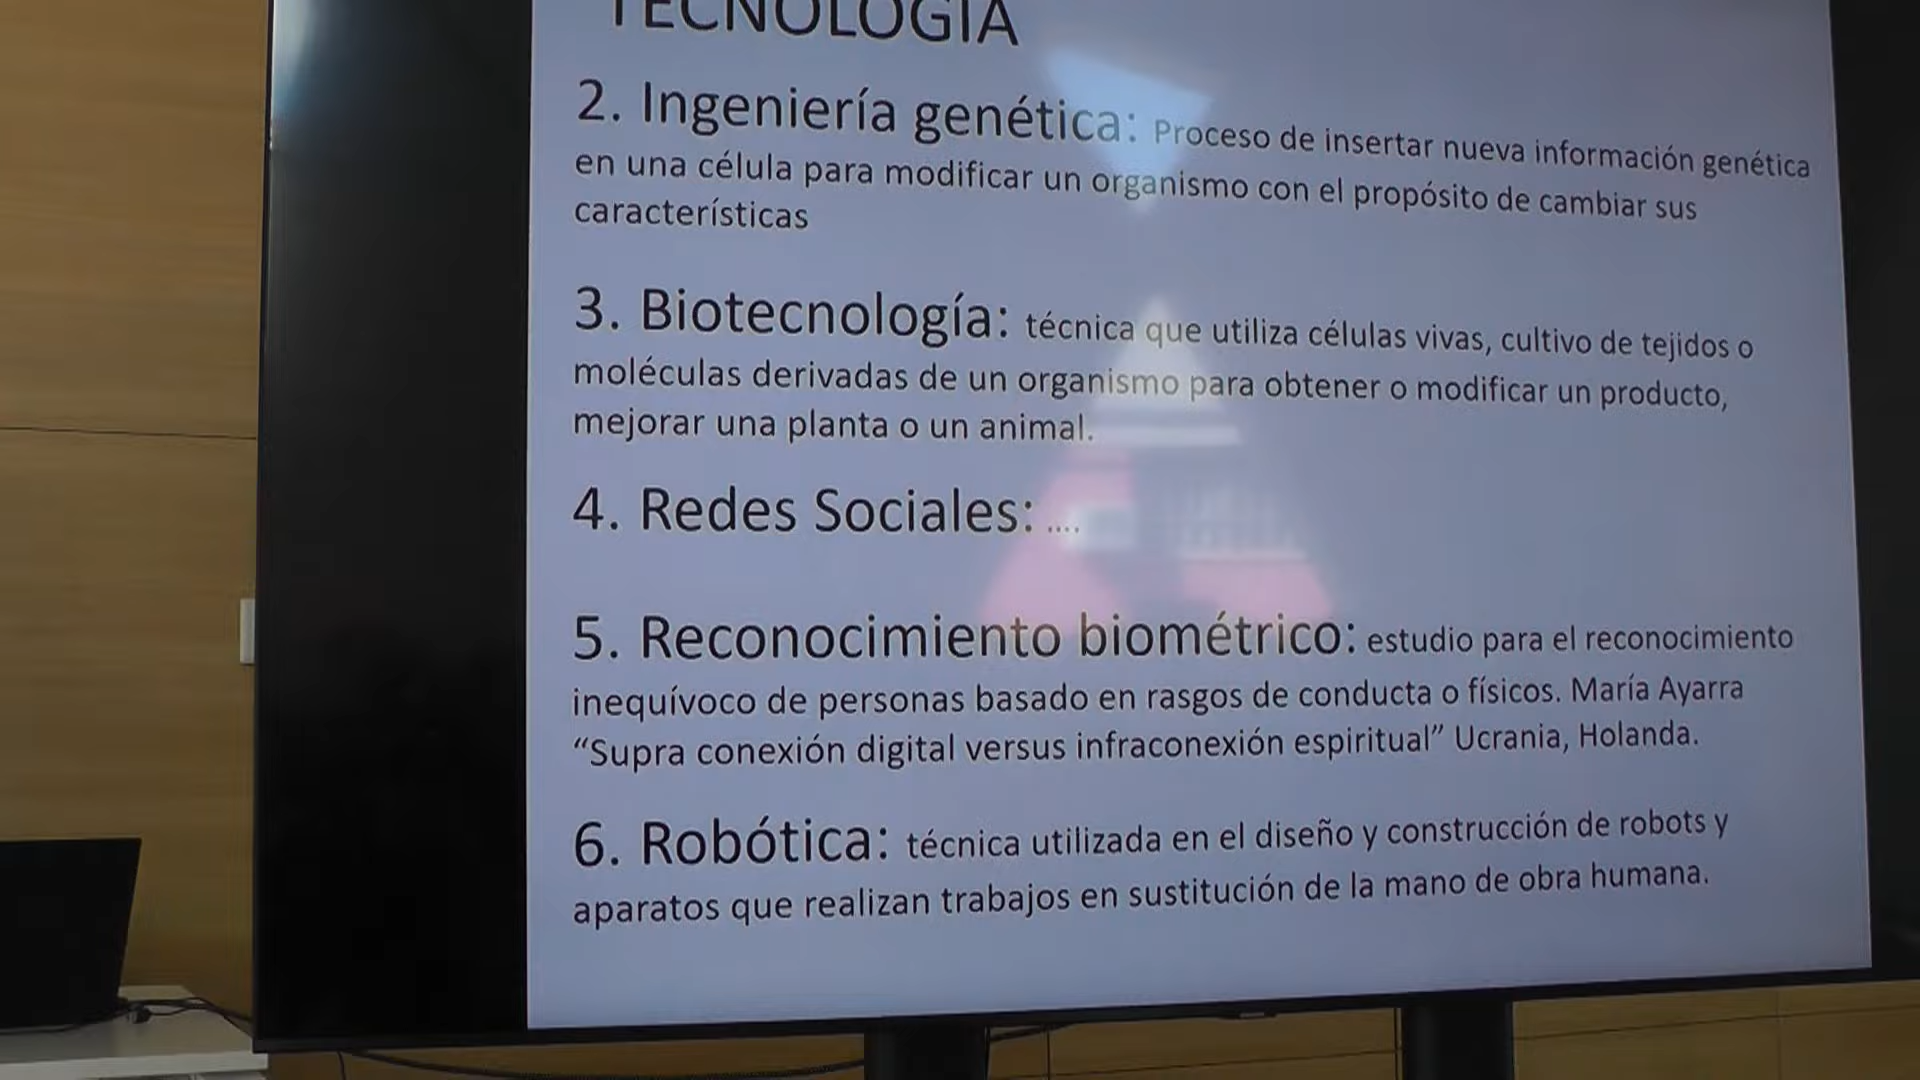 TECNOLOGÍA
2. Ingeniería genética: Proceso de insertar nueva información genética
en una célula para modificar un organismo con el propósito de cambiar sus
características
3. Biotecnología: técnica que utiliza células vivas, cultivo de tejidos o
moléculas derivadas de un organismo para obtener o modificar un producto,
mejorar una planta o un animal.
4. Redes Sociales: ....
5. Reconocimiento biométrico: estudio para el reconocimiento
inequívoco de personas basado en rasgos de conducta o físicos. María Ayarra
“Supra conexión digital versus infraconexión espiritual” Ucrania, Holanda.
6. Robótica: técnica utilizada en el diseño y construcción de robots y
aparatos que realizan trabajos en sustitución de la mano de obra humana.